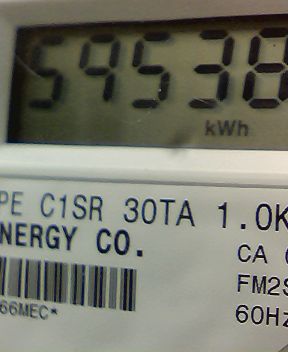 59538
kWh
PE C1SR 30TA 1.0K
NERGY CO.
CA
FM2S
66MEC*
60Hz